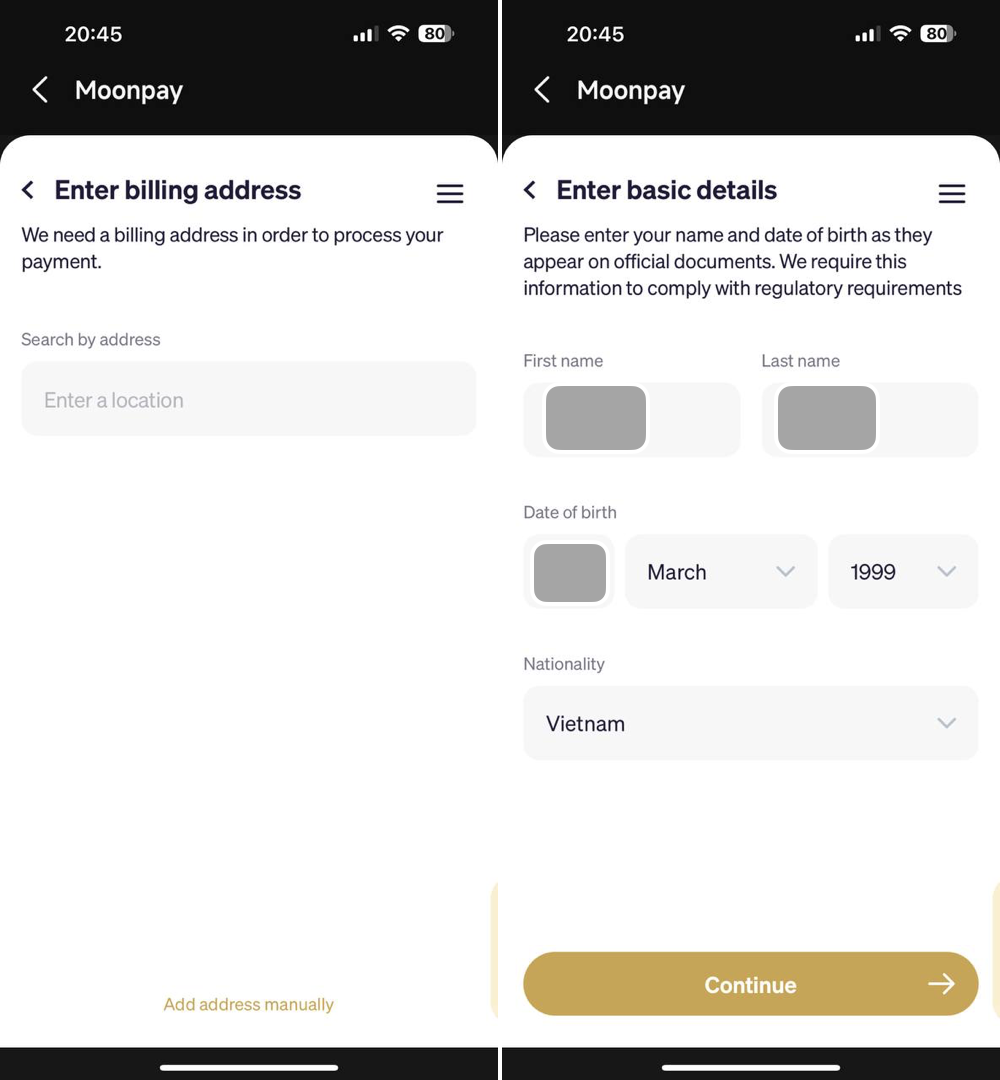 20:45
80
Moonpay
Enter billing address
We need a billing address in order to process your
payment.
Search by address
Enter a location
Add address manually
20:45
80
Moonpay
Enter basic details
Please enter your name and date of birth as they
appear on official documents. We require this
information to comply with regulatory requirements
First name
Last name
Date of birth
March
1999
Nationality
Vietnam
Continue